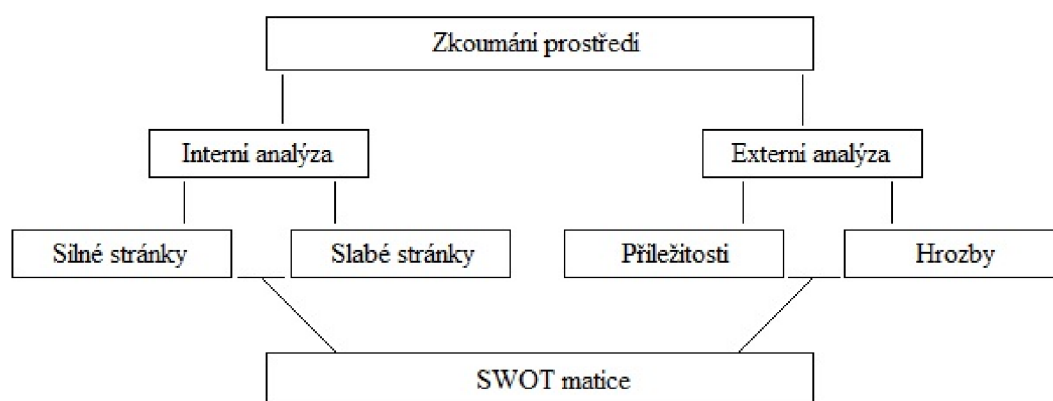 Zkoumání prostředí
Interní analýza
Externí analýza
Silné stránky
Slabé stránky
Příležitosti
Hrozby
SWOT matice